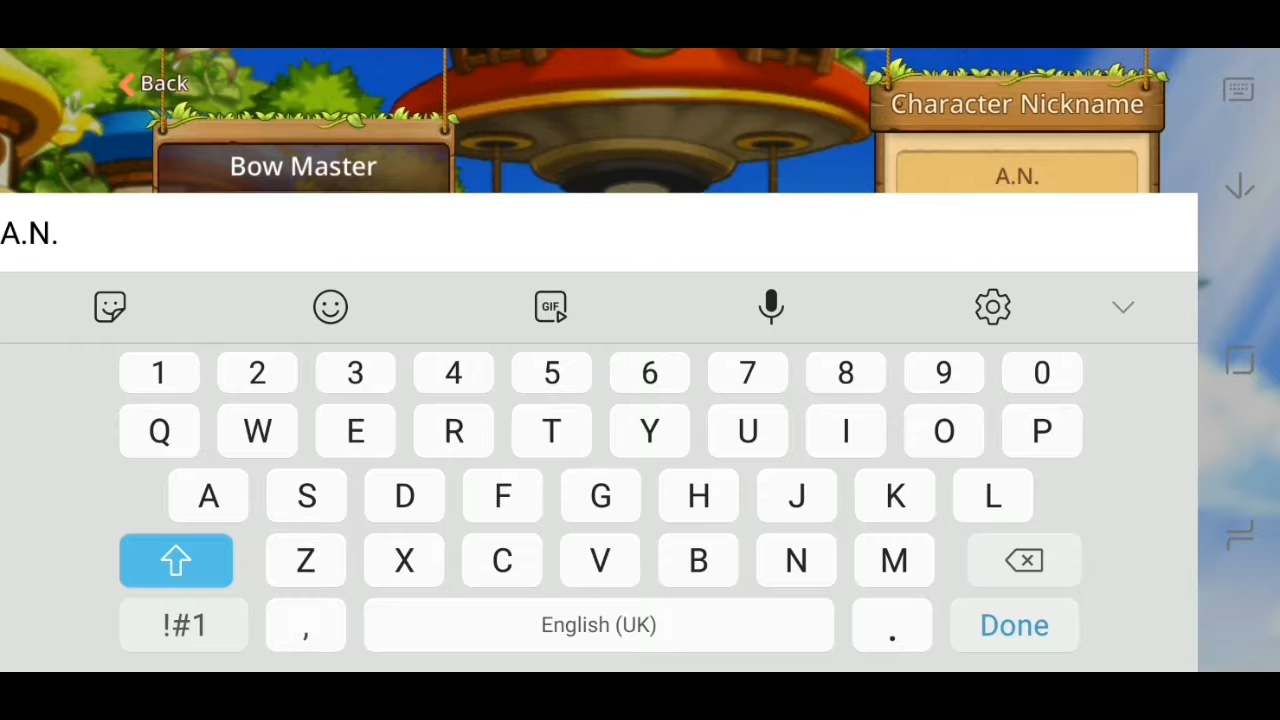 Back
Character Nickname
Bow Master
A.N.
A.N.
GIF
1 2 3 4 5 6 7 8 9 0
Q W E R T Y U I O P
A S D F G H J K L
Z X C V B N M
!#1 , English (UK) . Done